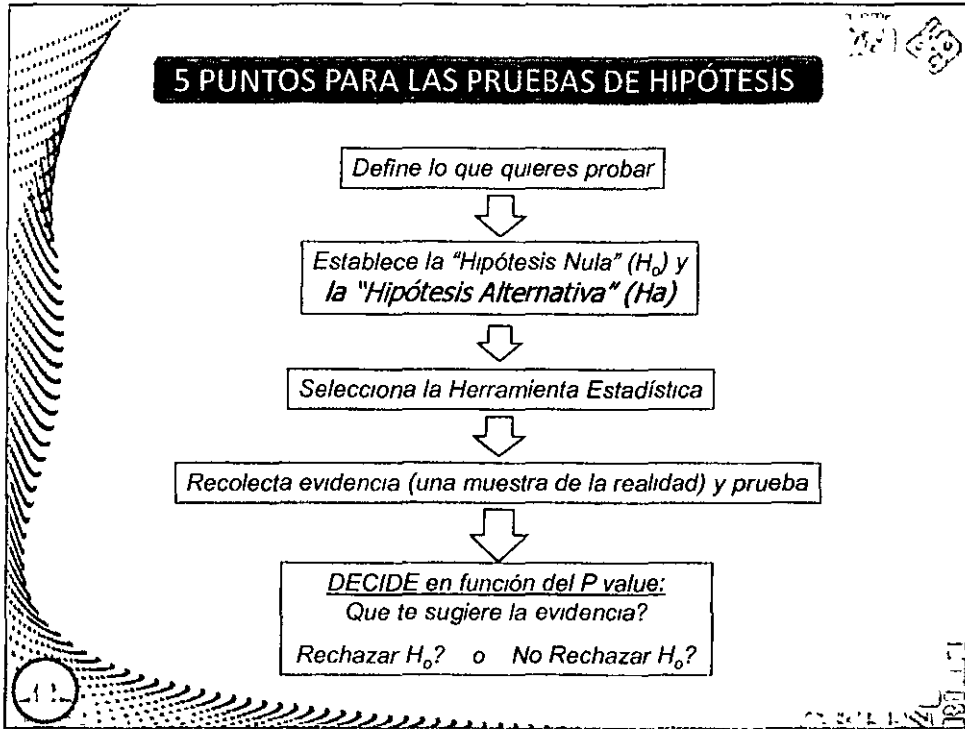 5 PUNTOS PARA LAS PRUEBAS DE HIPÓTESIS
Define lo que quieres probar
Establece la "Hipótesis Nula" (Ho) y
la "Hipótesis Alternativa" (Ha)
Selecciona la Herramienta Estadística
Recolecta evidencia (una muestra de la realidad) y prueba
DECIDE en función del P value:
Que te sugiere la evidencia?
Rechazar Ho? o No Rechazar Ho?